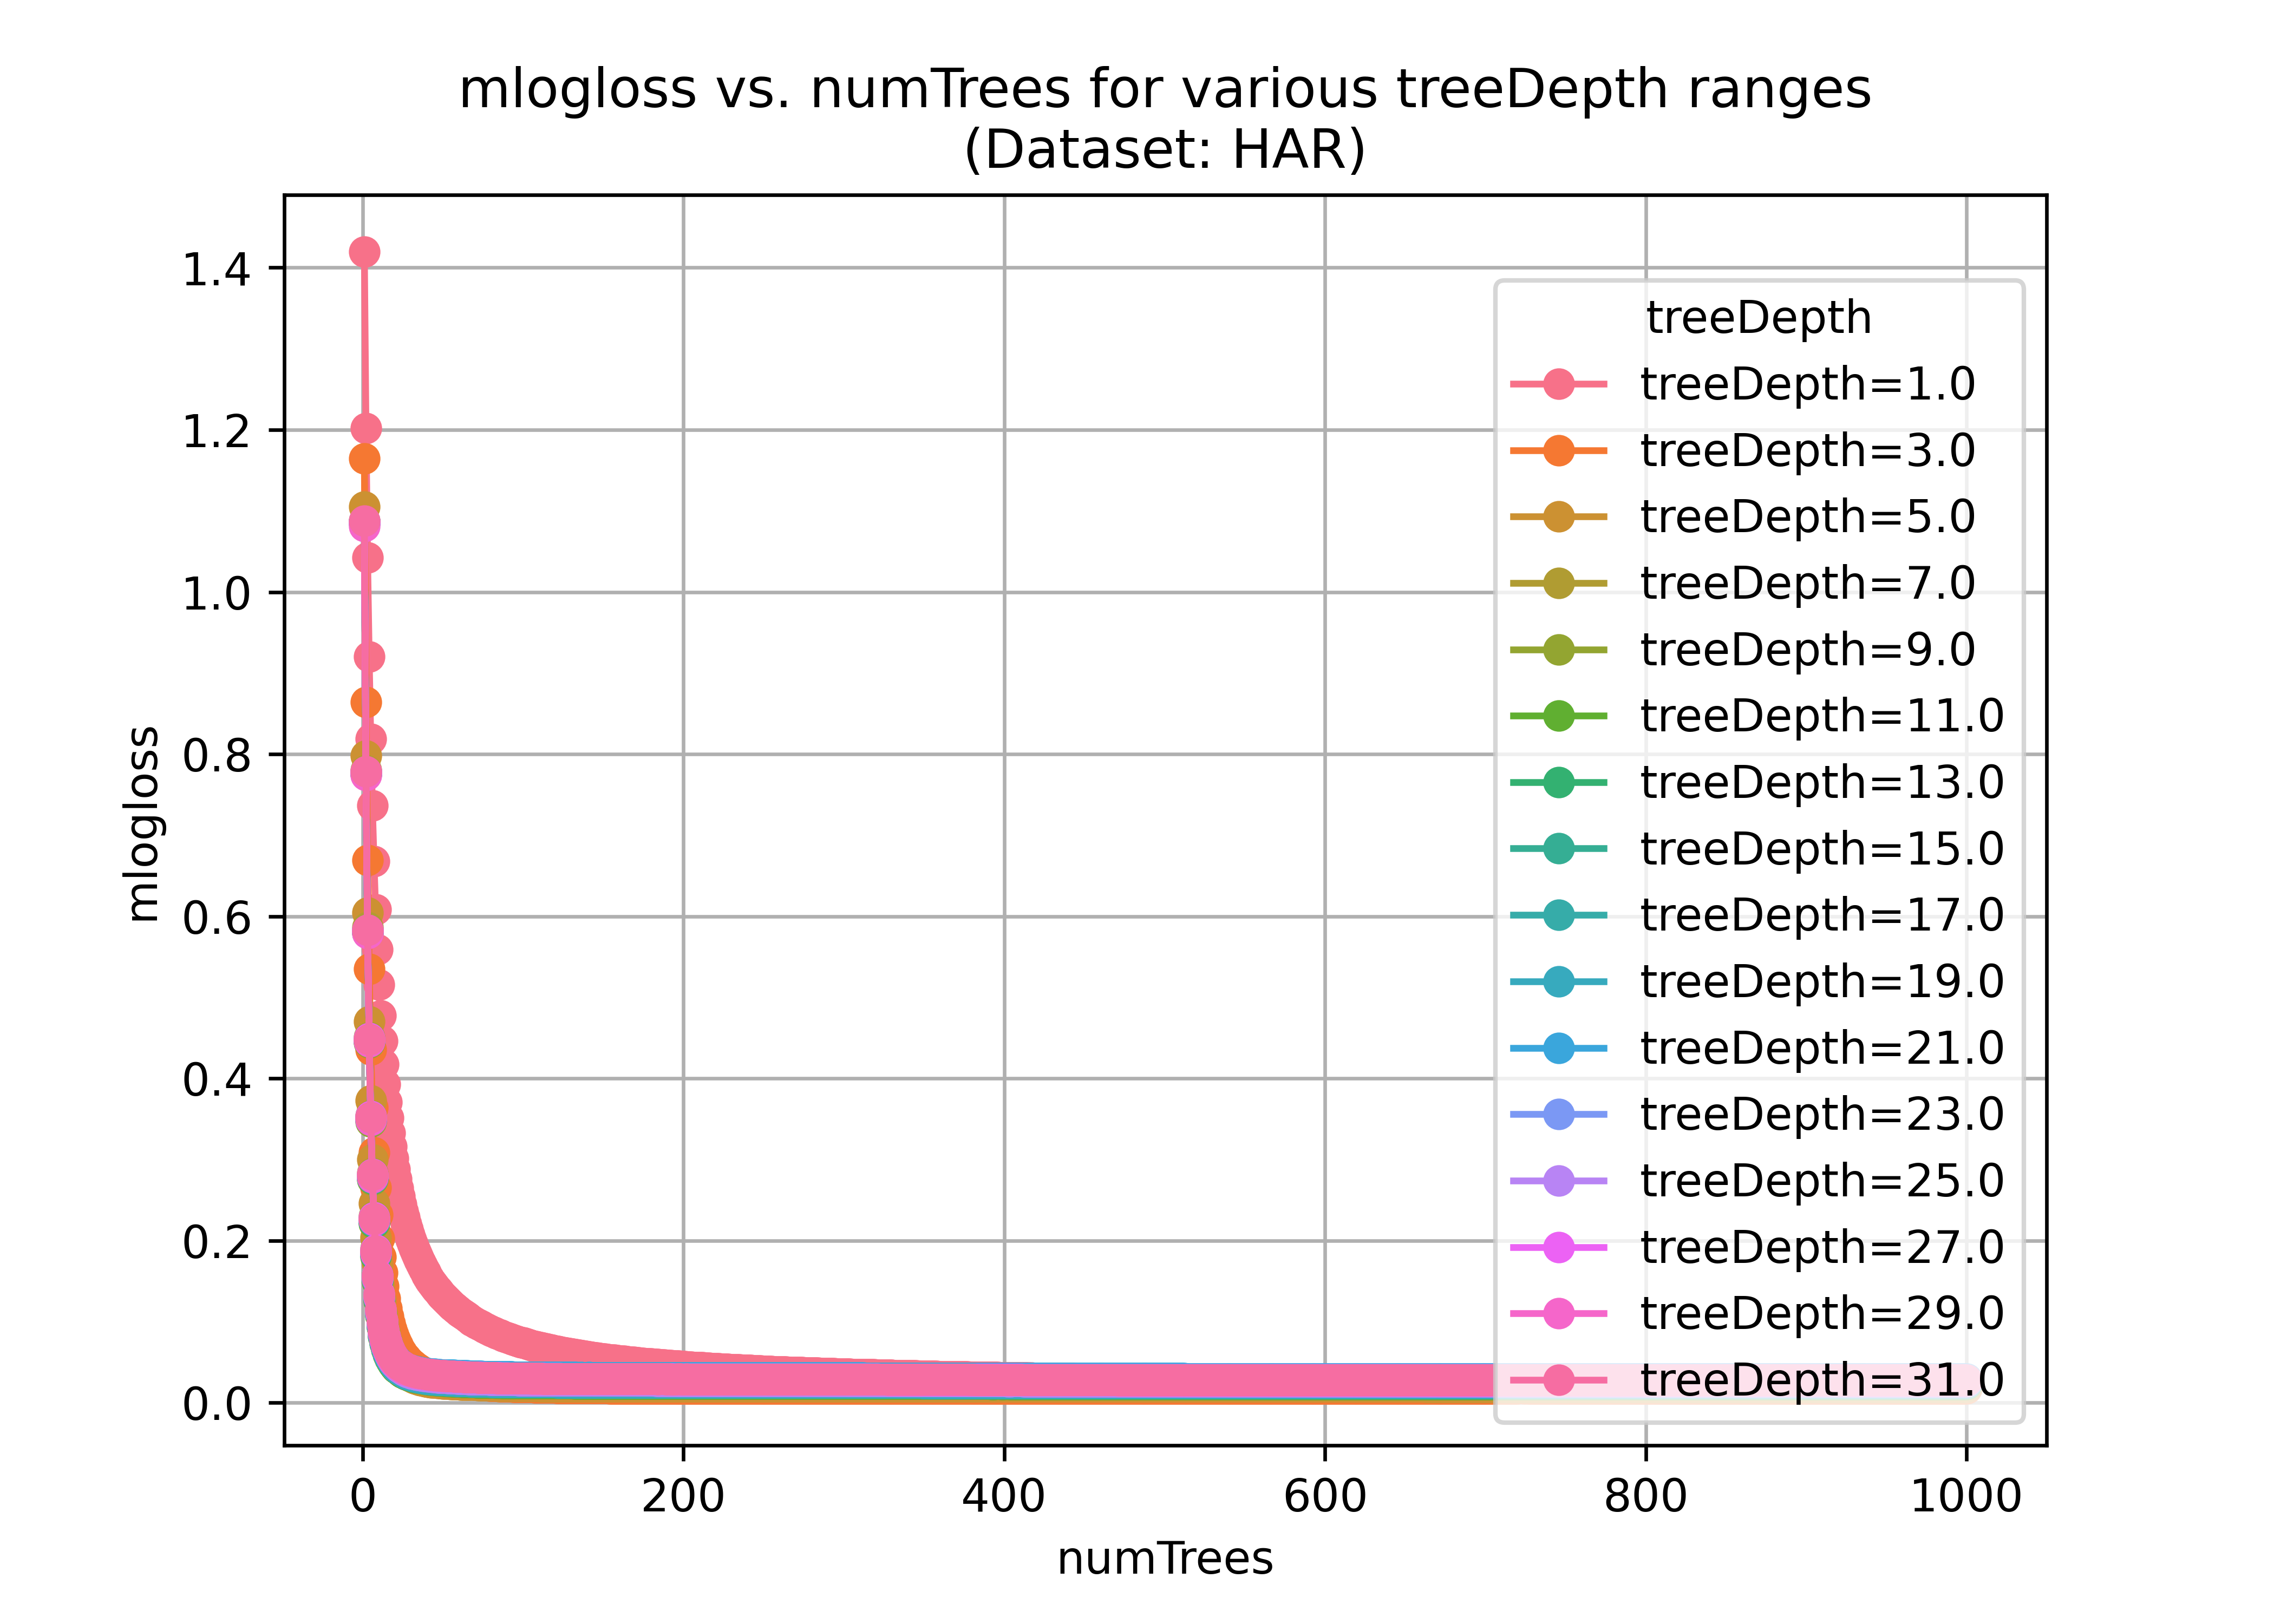 mlogloss vs. numTrees for various treeDepth ranges
(Dataset: HAR)
mlogloss
1.4
1.2
1.0
0.8
0.6
0.4
0.2
0.0
0
200
400
600
800
1000
numTrees
treeDepth
treeDepth=1.0
treeDepth=3.0
treeDepth=5.0
treeDepth=7.0
treeDepth=9.0
treeDepth=11.0
treeDepth=13.0
treeDepth=15.0
treeDepth=17.0
treeDepth=19.0
treeDepth=21.0
treeDepth=23.0
treeDepth=25.0
treeDepth=27.0
treeDepth=29.0
treeDepth=31.0